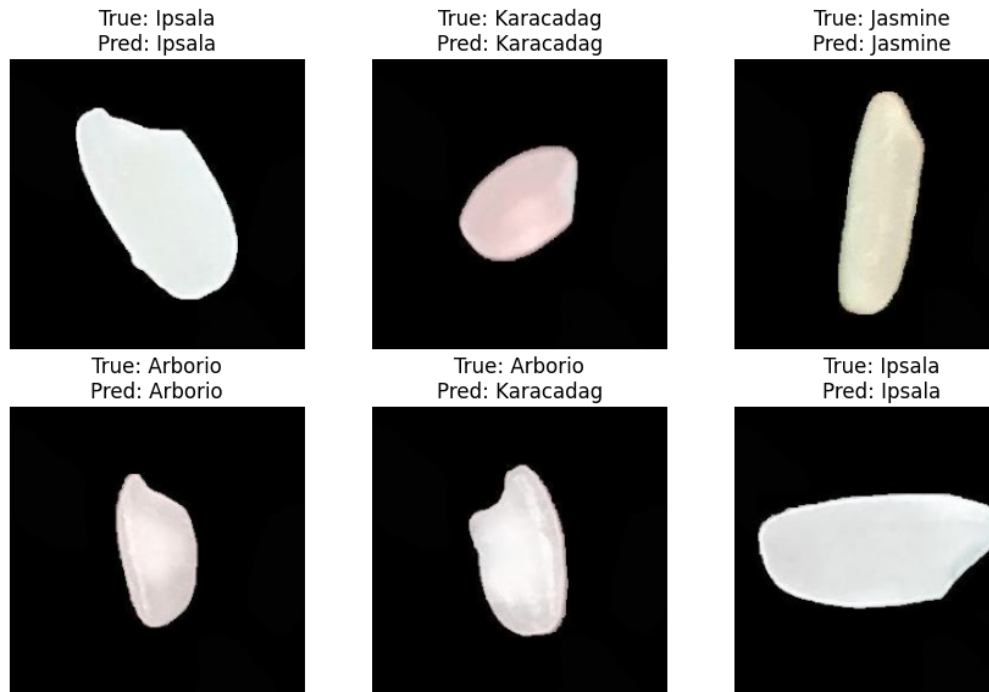 True: Ipsala
Pred: Ipsala
True: Karacadag
Pred: Karacadag
True: Jasmine
Pred: Jasmine
True: Arborio
Pred: Arborio
True: Arborio
Pred: Karacadag
True: Ipsala
Pred: Ipsala